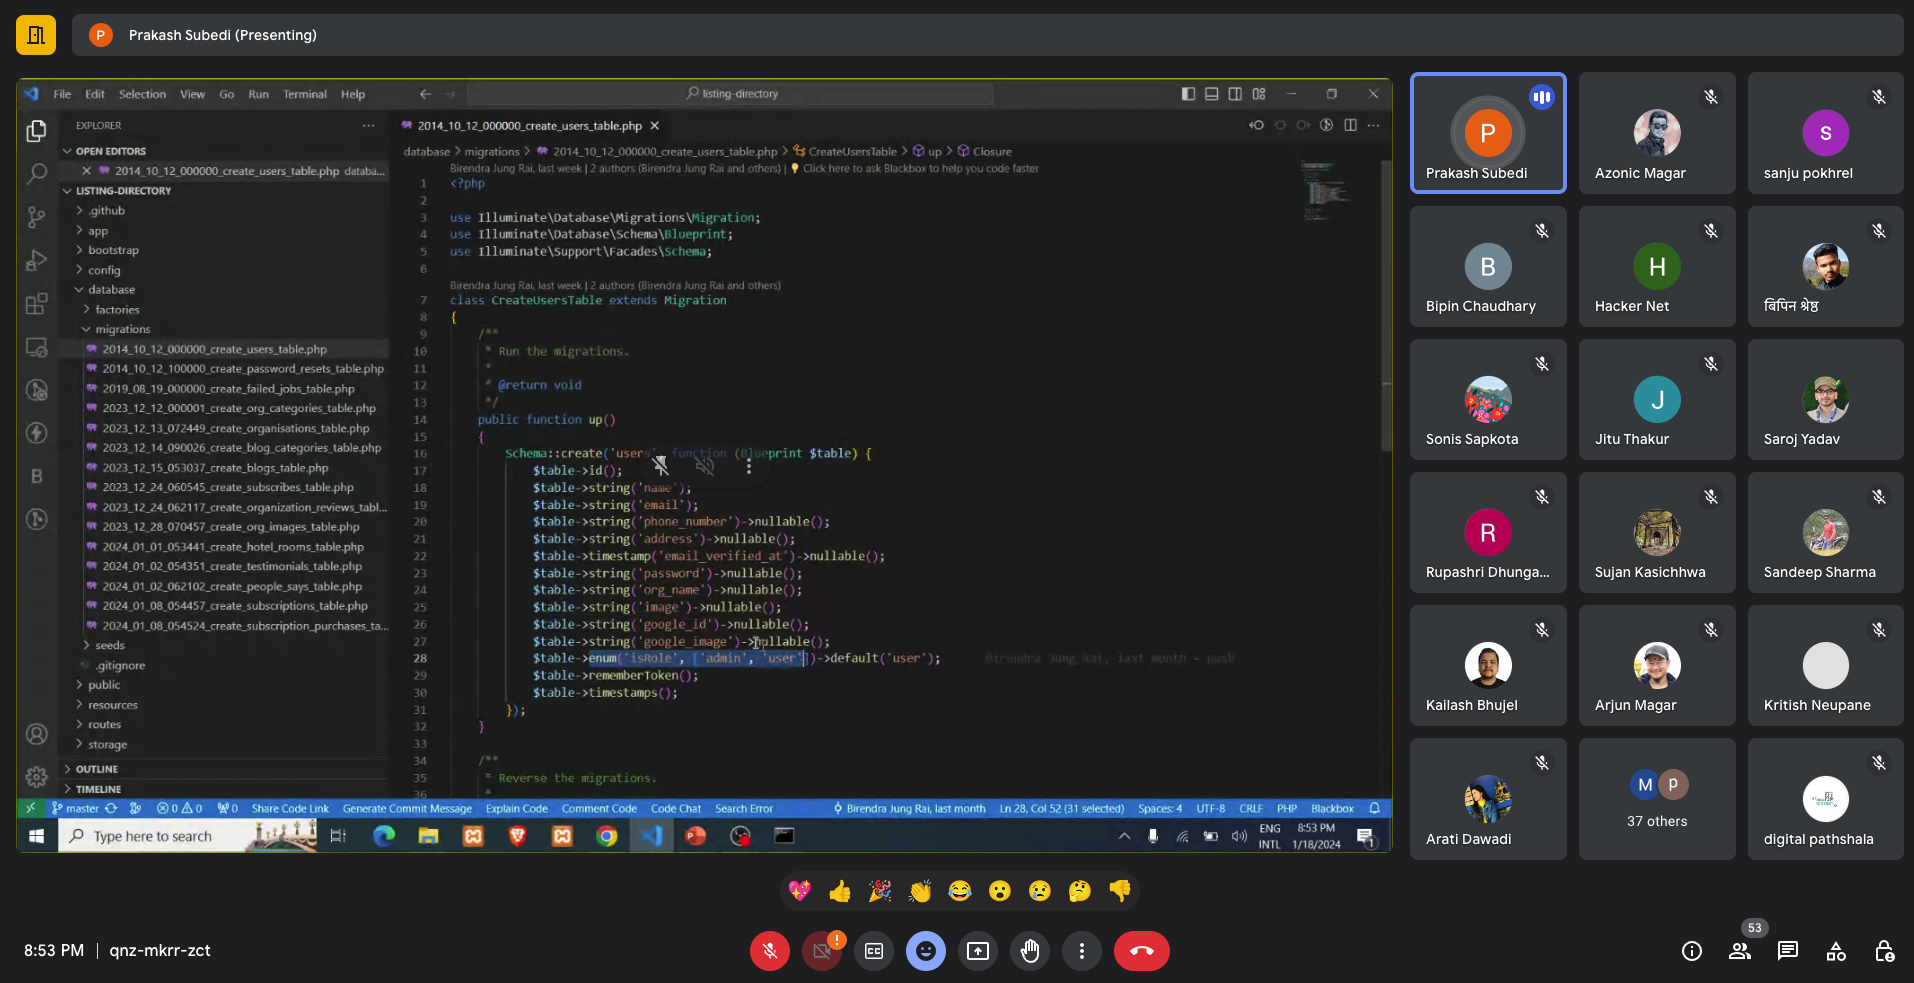 P Prakash Subedi (Presenting)
File Edit Selection View Go Run Terminal Help
listing-directory
EXPLORER
OPEN EDITORS
2014_10_12_000000_create_users_table.php databa...
LISTING-DIRECTORY
.github
app
bootstrap
config
database
factories
migrations
2014_10_12_000000_create_users_table.php
2014_10_12_100000_create_password_resets_table.php
2019_08_19_000000_create_failed_jobs_table.php
2023_12_12_000001_create_org_categories_table.php
2023_12_13_072449_create_organisations_table.php
2023_12_14_090026_create_blog_categories_table.php
2023_12_15_053037_create_blogs_table.php
2023_12_24_060545_create_subscribes_table.php
2023_12_24_062117_create_organization_reviews_tabl...
2023_12_28_070457_create_org_images_table.php
2024_01_01_053441_create_hotel_rooms_table.php
2024_01_02_054351_create_testimonials_table.php
2024_01_02_062102_create_people_says_table.php
2024_01_08_054457_create_subscriptions_table.php
2024_01_08_054524_create_subscription_purchases_ta...
seeds
.gitignore
public
resources
routes
storage
OUTLINE
TIMELINE
2014_10_12_000000_create_users_table.php
database > migrations > 2014_10_12_000000_create_users_table.php > CreateUsersTable > up > Closure
Birendra Jung Rai, last week | 2 authors (Birendra Jung Rai and others) | Click here to ask Blackbox to help you code faster
1 <?php
2
3 use Illuminate\Database\Migrations\Migration;
4 use Illuminate\Database\Schema\Blueprint;
5 use Illuminate\Support\Facades\Schema;
6
Birendra Jung Rai, last week | 2 authors (Birendra Jung Rai and others)
7 class CreateUsersTable extends Migration
8 {
9 /**
10 * Run the migrations.
11 *
12 * @return void
13 */
14 public function up()
15 {
16 Schema::create('users', function (Blueprint $table) {
17 $table->id();
18 $table->string('name');
19 $table->string('email');
20 $table->string('phone_number')->nullable();
21 $table->string('address')->nullable();
22 $table->timestamp('email_verified_at')->nullable();
23 $table->string('password')->nullable();
24 $table->string('org_name')->nullable();
25 $table->string('image')->nullable();
26 $table->string('google_id')->nullable();
27 $table->string('google_image')->nullable();
28 $table->enum('isRole', ['admin', 'user'])->default('user'); Birendra Jung Rai, last month - push
29 $table->rememberToken();
30 $table->timestamps();
31 });
32 }
33
34 /**
35 * Reverse the migrations.
36 *
master 0 0 0 Share Code Link Generate Commit Message Explain Code Comment Code Code Chat Search Error Birendra Jung Rai, last month Ln 28, Col 52 (31 selected) Spaces: 4 UTF-8 CRLF PHP Blackbox
Type here to search
ENG
INTL
8:53 PM
1/18/2024
1
P
Prakash Subedi
Azonic Magar
S
sanju pokhrel
B
Bipin Chaudhary
H
Hacker Net
बिपिन श्रेष्ठ
Sonis Sapkota
J
Jitu Thakur
Saroj Yadav
R
Rupashri Dhunga...
Sujan Kasichhwa
Sandeep Sharma
Kailash Bhujel
Arjun Magar
Kritish Neupane
Arati Dawadi
M P
37 others
digital pathshala
8:53 PM | qnz-mkrr-zct
53